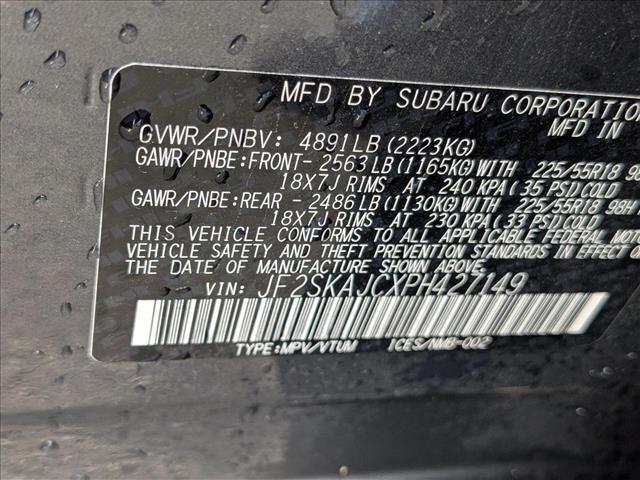 MFD BY SUBARU CORPORATION
MFD IN
GVWR/PNBV: 4891LB(2223KG)
GAWR/PNBE:FRONT- 2563LB(1165KG)WITH 225/55R18 98
18X7J RIMS AT 240 KPA(35 PSI)COLD
GAWR/PNBE:REAR - 2486LB(1130KG)WITH 225/55R18 98H
18X7J RIMS AT 230 KPA(33 PSI)COLD
THIS VEHICLE CONFORMS TO ALL APPLICABLE FEDERAL MOTOR
VEHICLE SAFETY AND THEFT PREVENTION STANDARDS IN EFFECT
ON THE DATE OF MANUFACTURE SHOWN ABOVE.
VIN: JF2SKAJCXPH427149
TYPE:MPV/VTUM ICES/NMB-002